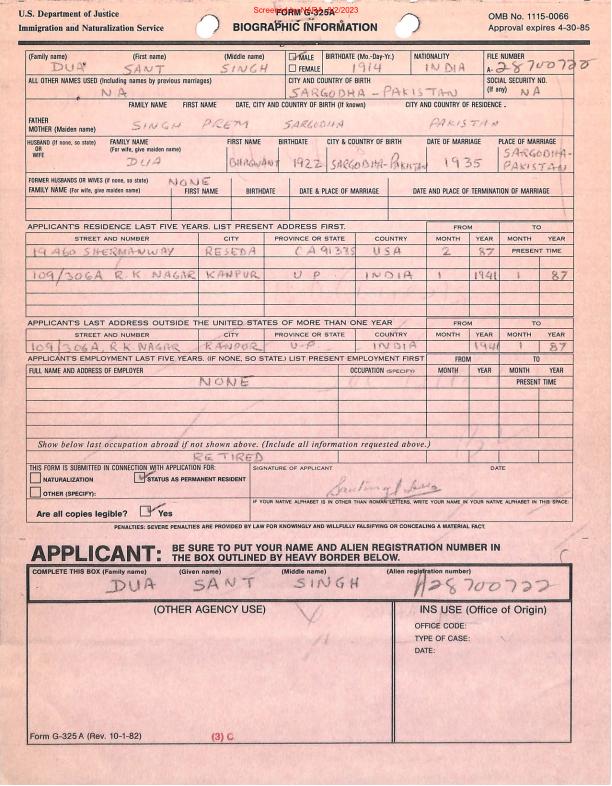 U.S. Department of Justice
Immigration and Naturalization Service
Screened by NARA, 2/2023
FORM G-325A
BIOGRAPHIC INFORMATION
OMB No. 1115-0066
Approval expires 4-30-85
(Family name) (First name) (Middle name) MALE FEMALE BIRTHDATE (Mo.-Day-Yr.) NATIONALITY FILE NUMBER
DUA SANT SINGH 1914 INDIA A-28700722
ALL OTHER NAMES USED (Including names by previous marriages) CITY AND COUNTRY OF BIRTH SOCIAL SECURITY NO. (If any)
NA SARGODHA - PAKISTAN NA
FAMILY NAME FIRST NAME DATE, CITY AND COUNTRY OF BIRTH (If known) CITY AND COUNTRY OF RESIDENCE.
FATHER
MOTHER (Maiden name)
SINGH PREM SARGODHA PAKISTAN
HUSBAND (If none, so state) OR WIFE FAMILY NAME (For wife, give maiden name) FIRST NAME BIRTHDATE CITY & COUNTRY OF BIRTH DATE OF MARRIAGE PLACE OF MARRIAGE
DUA BHAGWANT 1922 SARGODHA-PAKISTAN 1935 SARGODHA-PAKISTAN
FORMER HUSBANDS OR WIVES (If none, so state) NONE
FAMILY NAME (For wife, give maiden name) FIRST NAME BIRTHDATE DATE & PLACE OF MARRIAGE DATE AND PLACE OF TERMINATION OF MARRIAGE
APPLICANT'S RESIDENCE LAST FIVE YEARS. LIST PRESENT ADDRESS FIRST. FROM TO
STREET AND NUMBER CITY PROVINCE OR STATE COUNTRY MONTH YEAR MONTH YEAR
19460 SHERMANWAY RESEDA CA 91335 USA 2 87 PRESENT TIME
109/306A R.K NAGAR KANPUR U P INDIA 1 1941 1 87
APPLICANT'S LAST ADDRESS OUTSIDE THE UNITED STATES OF MORE THAN ONE YEAR FROM TO
STREET AND NUMBER CITY PROVINCE OR STATE COUNTRY MONTH YEAR MONTH YEAR
109/306A, R.K. NAGAR KANPUR U-P. INDIA 1941 1 87
APPLICANT'S EMPLOYMENT LAST FIVE YEARS. (IF NONE, SO STATE.) LIST PRESENT EMPLOYMENT FIRST FROM TO
FULL NAME AND ADDRESS OF EMPLOYER OCCUPATION (SPECIFY) MONTH YEAR MONTH YEAR
NONE PRESENT TIME
Show below last occupation abroad if not shown above. (Include all information requested above.)
RETIRED
THIS FORM IS SUBMITTED IN CONNECTION WITH APPLICATION FOR: SIGNATURE OF APPLICANT DATE
NATURALIZATION STATUS AS PERMANENT RESIDENT
OTHER (SPECIFY):
IF YOUR NATIVE ALPHABET IS IN OTHER THAN ROMAN LETTERS, WRITE YOUR NAME IN YOUR NATIVE ALPHABET IN THIS SPACE:
Are all copies legible? Yes
PENALTIES: SEVERE PENALTIES ARE PROVIDED BY LAW FOR KNOWINGLY AND WILLFULLY FALSIFYING OR CONCEALING A MATERIAL FACT.
APPLICANT: BE SURE TO PUT YOUR NAME AND ALIEN REGISTRATION NUMBER IN
THE BOX OUTLINED BY HEAVY BORDER BELOW.
COMPLETE THIS BOX (Family name) (Given name) (Middle name) (Alien registration number)
DUA SANT SINGH A28700722
(OTHER AGENCY USE) INS USE (Office of Origin)
OFFICE CODE:
TYPE OF CASE:
DATE:
Form G-325 A (Rev. 10-1-82) (3) C